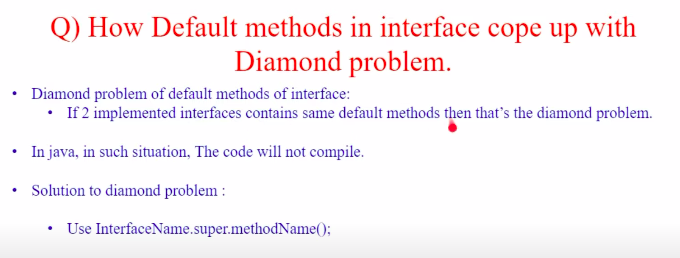 Q) How Default methods in interface cope up with
Diamond problem.
• Diamond problem of default methods of interface:
• If 2 implemented interfaces contains same default methods then that's the diamond problem.
• In java, in such situation, The code will not compile.
• Solution to diamond problem :
• Use InterfaceName.super.methodName();